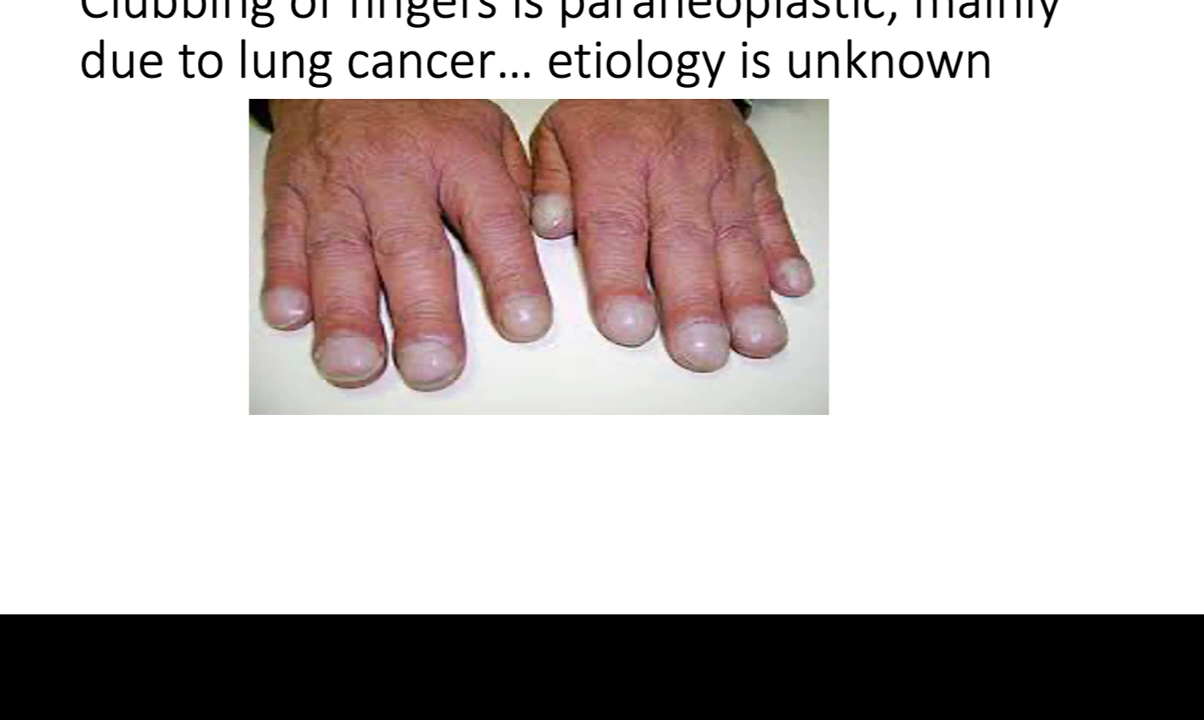 Clubbing of fingers is paraneoplastic, mainly
due to lung cancer... etiology is unknown